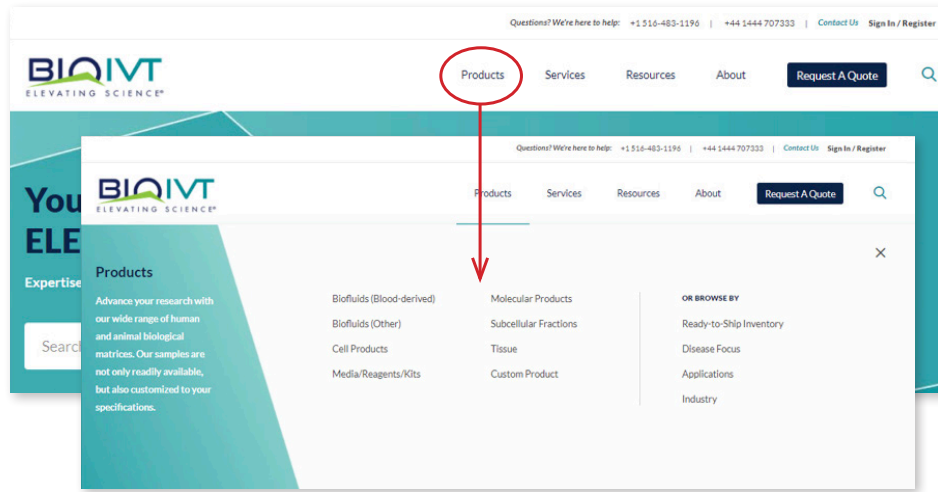 Questions? We're here to help: +1 516-483-1196 | +44 1444 707333 | Contact Us Sign In / Register
BIOIVT
ELEVATING SCIENCE®
Products Services Resources About Request A Quote
You
ELE
Expertise
Search
Questions? We're here to help: +1 516-483-1196 | +44 1444 707333 | Contact Us Sign In / Register
BIOIVT
ELEVATING SCIENCE®
Products Services Resources About Request A Quote
Products
Advance your research with
our wide range of human
and animal biological
matrices. Our samples are
not only readily available,
but also customized to your
specifications.
Biofluids (Blood-derived)
Biofluids (Other)
Cell Products
Media/Reagents/Kits
Molecular Products
Subcellular Fractions
Tissue
Custom Product
OR BROWSE BY
Ready-to-Ship Inventory
Disease Focus
Applications
Industry